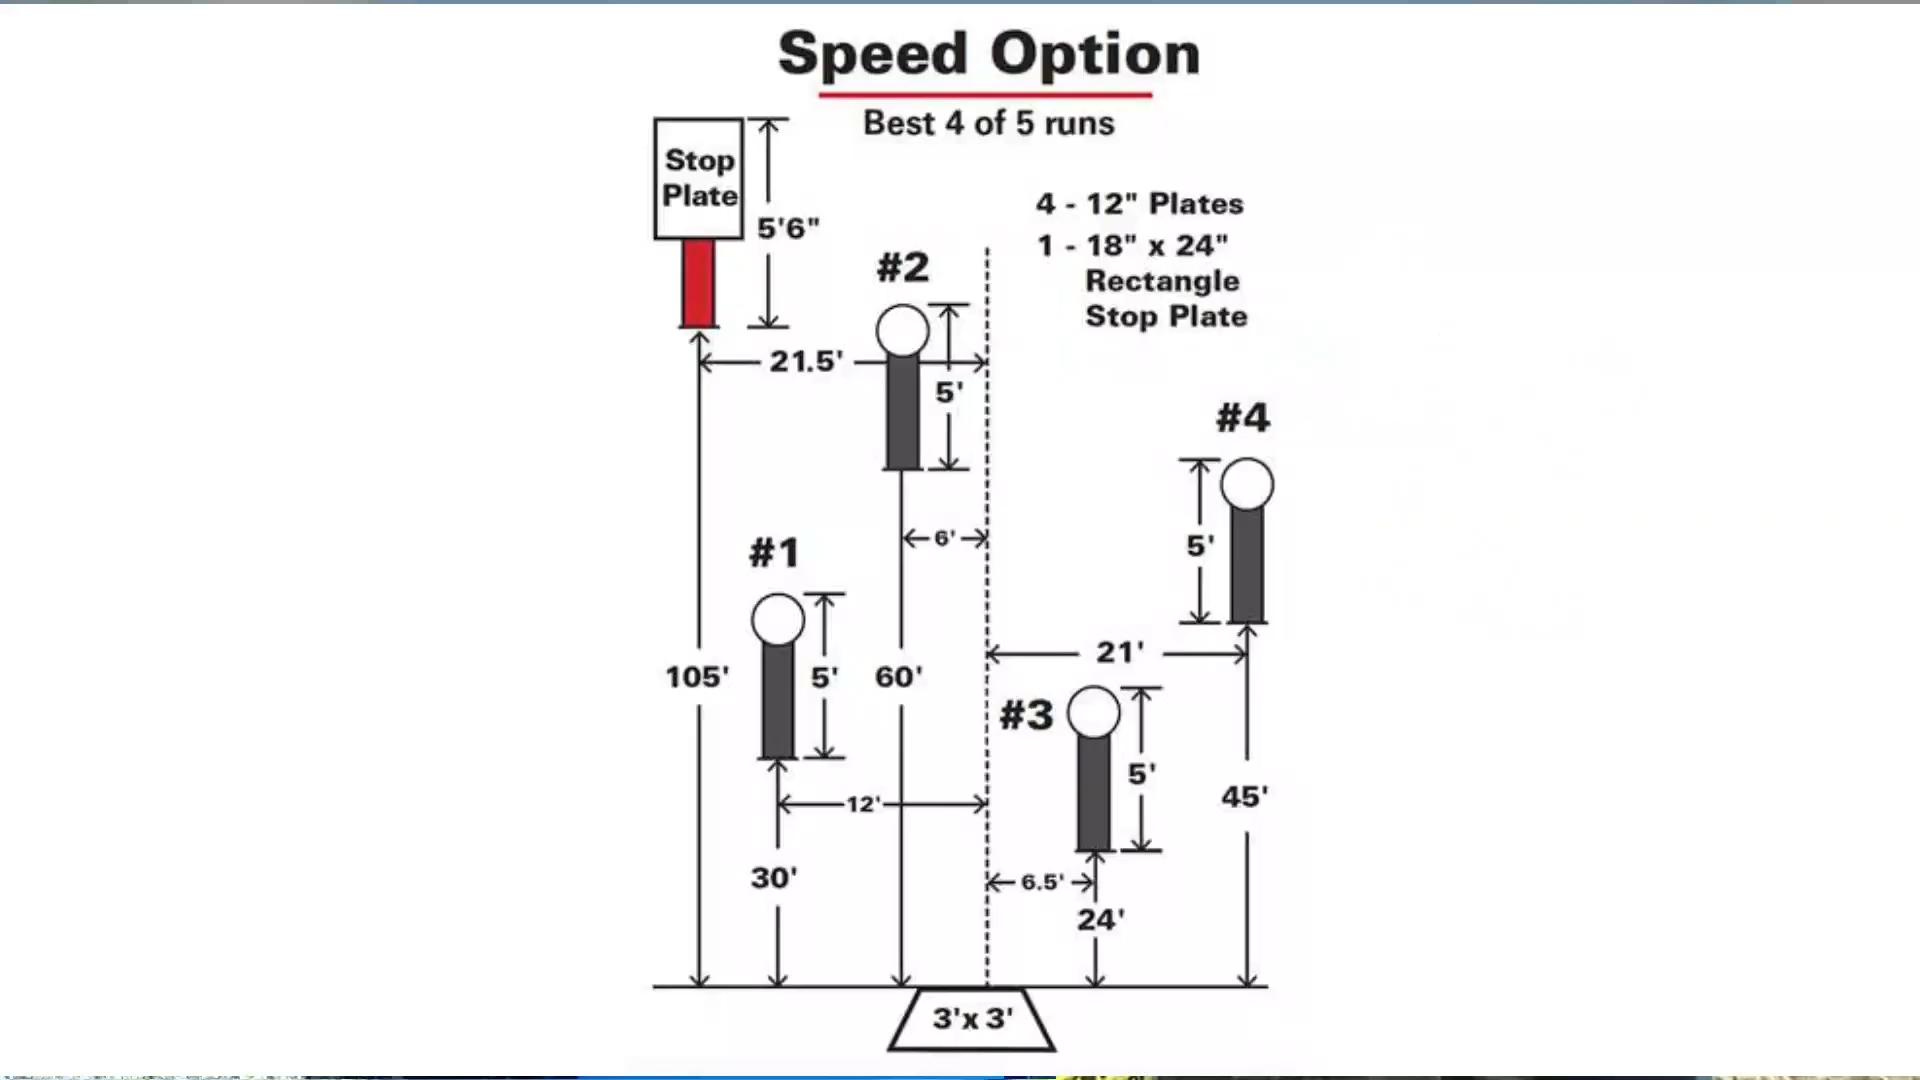 Speed Option
Best 4 of 5 runs
Stop
Plate
5'6"
4 - 12" Plates
1 - 18" x 24"
Rectangle
Stop Plate
#2
21.5'
5'
#4
6'
5'
#1
21'
105'
5'
60'
#3
5'
45'
12'
30'
6.5'
24'
3'x 3'